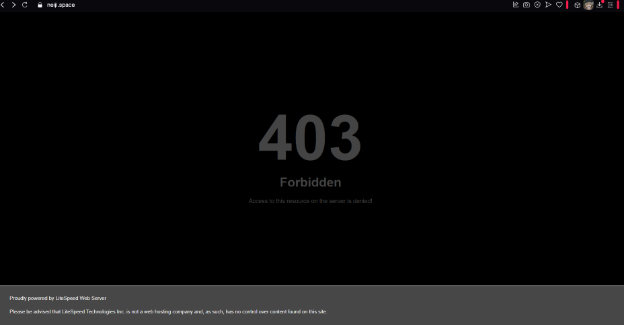 403
Forbidden
Access to this resource on the server is denied!
Proudly powered by LiteSpeed Web Server
Please be advised that LiteSpeed Technologies Inc. is not a web hosting company and, as such, has no control over content found on this site.